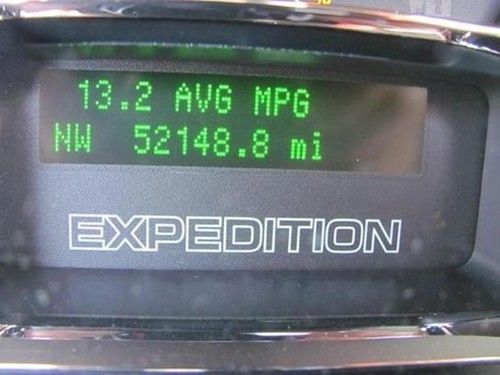 13.2 AVG MPG
NW 52148.8 mi
EXPEDITION